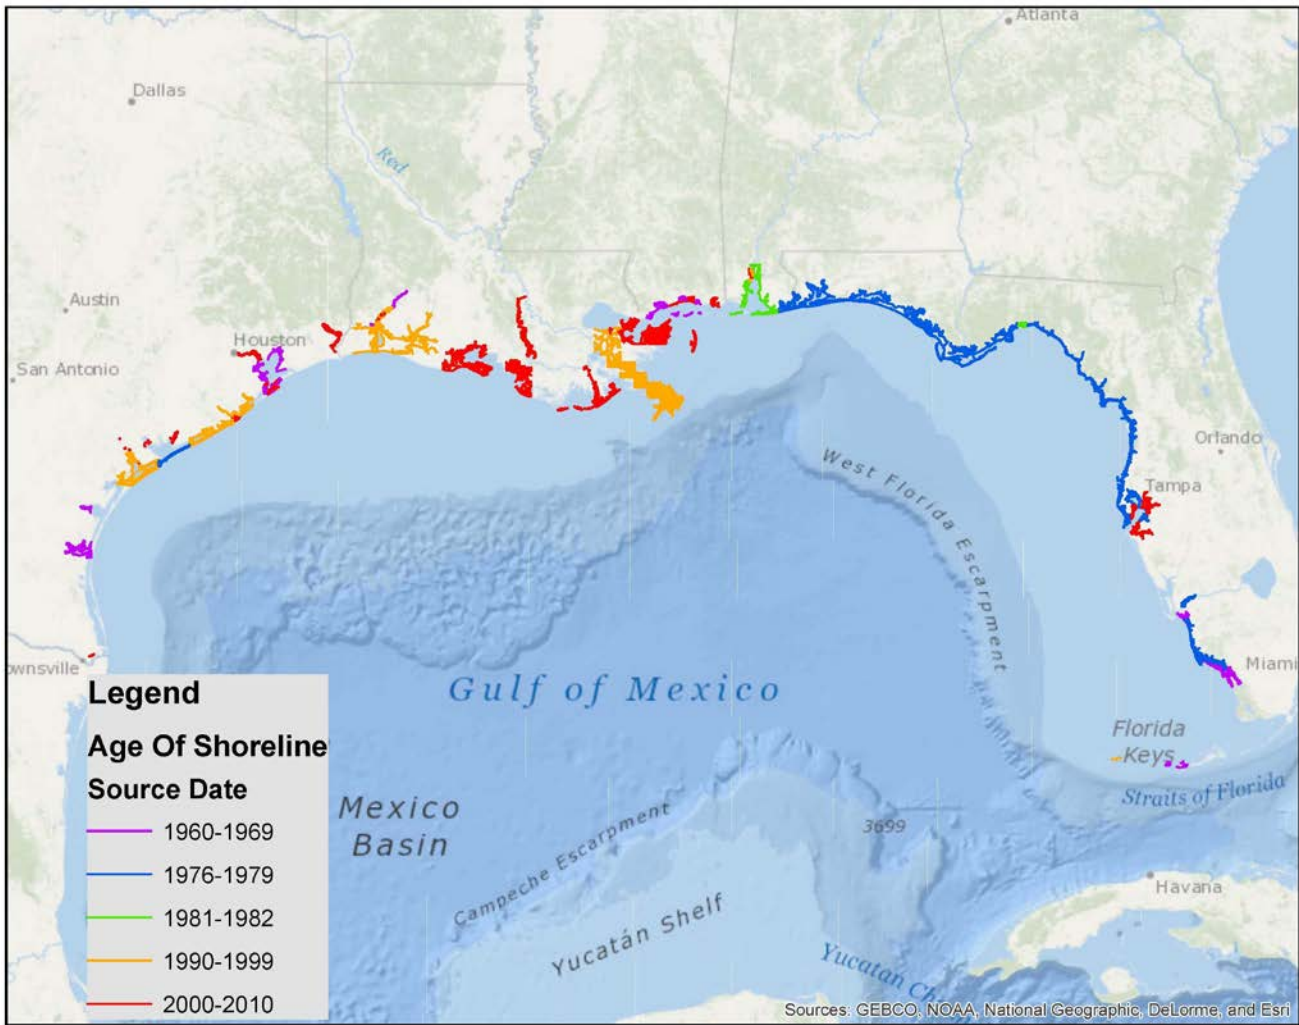 Atlanta
Dallas
Red
Austin
Houston
San Antonio
Orlando
Tampa
West Florida Escarpment
ownsville
Miami
Gulf of Mexico
Legend
Age Of Shoreline
Source Date
1960-1969
1976-1979
1981-1982
1990-1999
2000-2010
Florida
Keys
Straits of Florida
Mexico
Basin
3699
Campeche Escarpment
Havana
Yucatán Shelf
Yucatan Ch
Sources: GEBCO, NOAA, National Geographic, DeLorme, and Esri